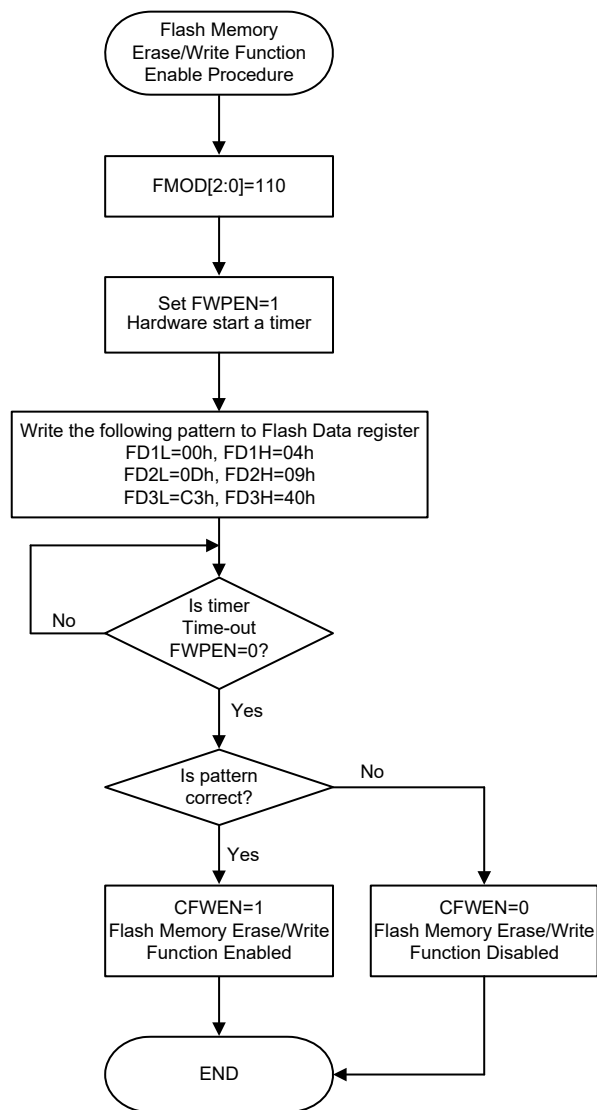 Flash Memory
Erase/Write Function
Enable Procedure
FMOD[2:0]=110
Set FWPEN=1
Hardware start a timer
Write the following pattern to Flash Data register
FD1L=00h, FD1H=04h
FD2L=0Dh, FD2H=09h
FD3L=C3h, FD3H=40h
Is timer
Time-out
FWPEN=0?
No
Yes
Is pattern
correct?
No
Yes
CFWEN=1
Flash Memory Erase/Write
Function Enabled
CFWEN=0
Flash Memory Erase/Write
Function Disabled
END